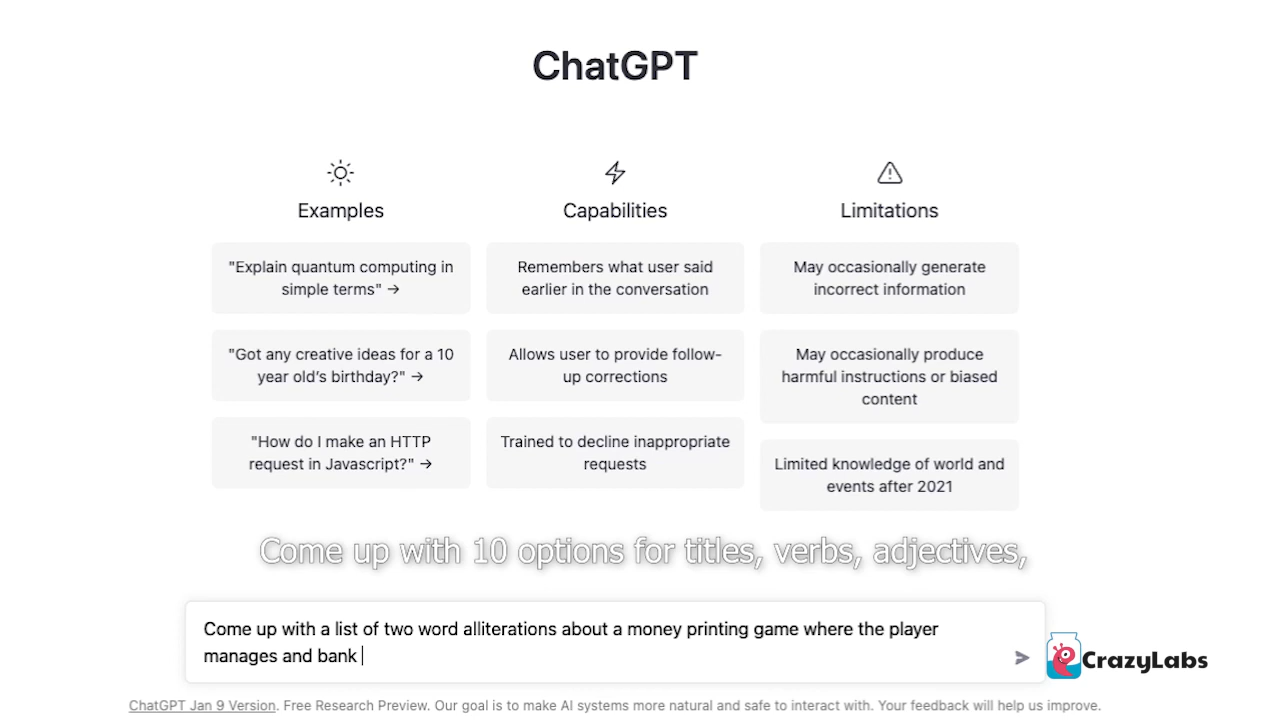 ChatGPT
Examples
Capabilities
Limitations
"Explain quantum computing in
simple terms" →
Remembers what user said
earlier in the conversation
May occasionally generate
incorrect information
"Got any creative ideas for a 10
year old's birthday?" →
Allows user to provide follow-
up corrections
May occasionally produce
harmful instructions or biased
content
"How do I make an HTTP
request in Javascript?" →
Trained to decline inappropriate
requests
Limited knowledge of world and
events after 2021
Come up with 10 options for titles, verbs, adjectives,
Come up with a list of two word alliterations about a money printing game where the player
manages and bank
CrazyLabs
ChatGPT Jan 9 Version. Free Research Preview. Our goal is to make AI systems more natural and safe to interact with. Your feedback will help us improve.